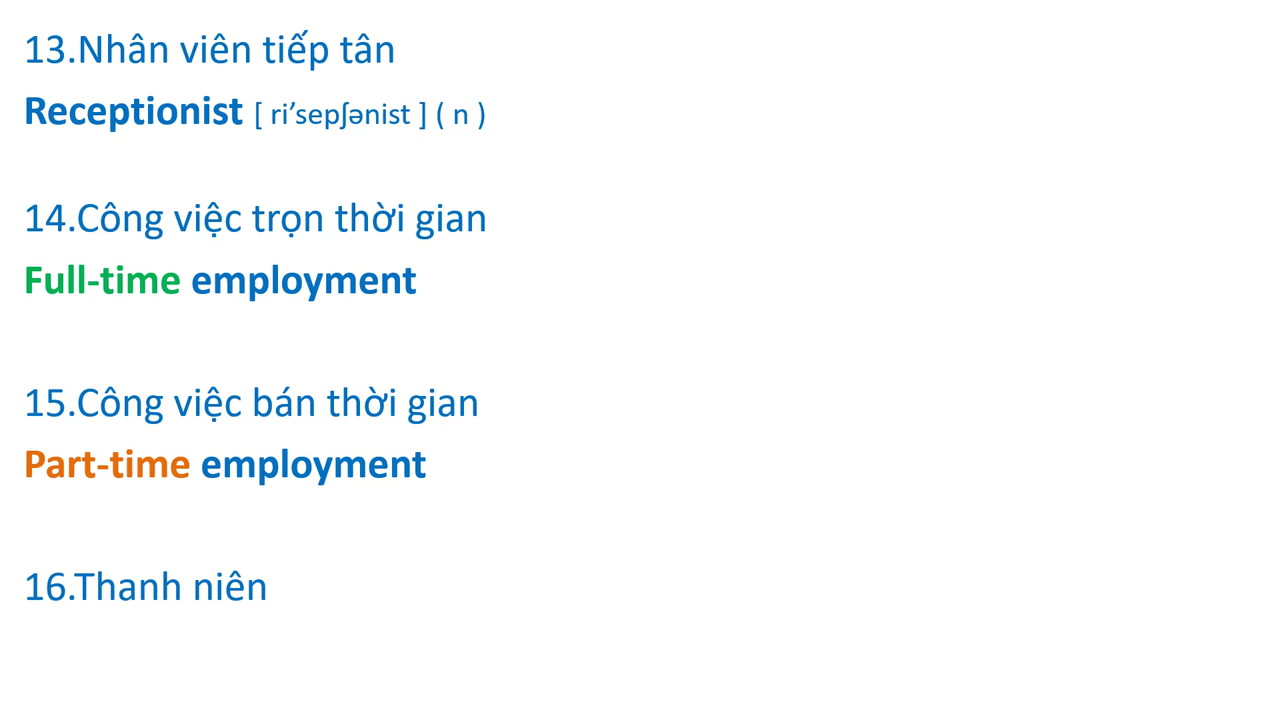 13.Nhân viên tiếp tân
Receptionist [ ri’sepʃənist ] ( n )
14.Công việc trọn thời gian
Full-time employment
15.Công việc bán thời gian
Part-time employment
16.Thanh niên